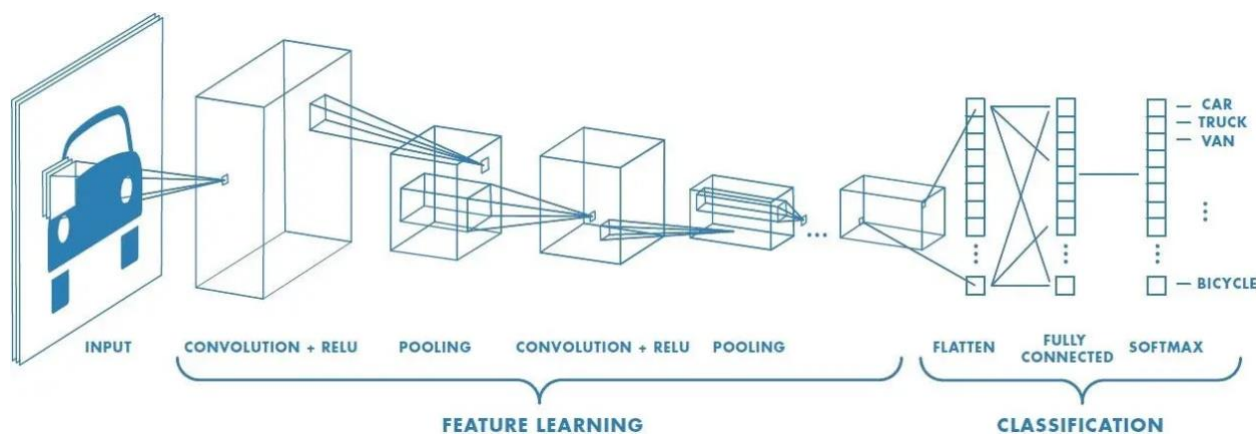 CAR
TRUCK
VAN
BICYCLE
INPUT
CONVOLUTION + RELU
POOLING
CONVOLUTION + RELU
POOLING
FLATTEN
FULLY
CONNECTED
SOFTMAX
FEATURE LEARNING
CLASSIFICATION